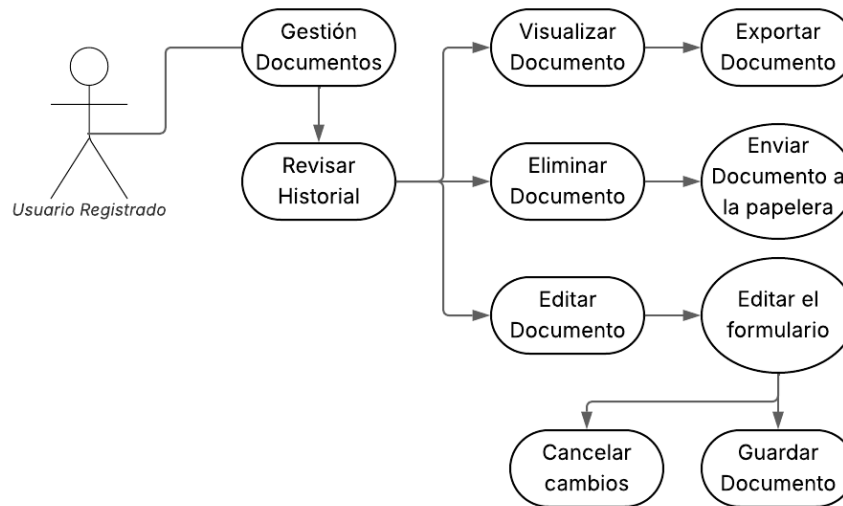 Gestión
Documentos
Visualizar
Documento
Exportar
Documento
Usuario Registrado
Revisar
Historial
Eliminar
Documento
Enviar
Documento a
la papelera
Editar
Documento
Editar el
formulario
Cancelar
cambios
Guardar
Documento